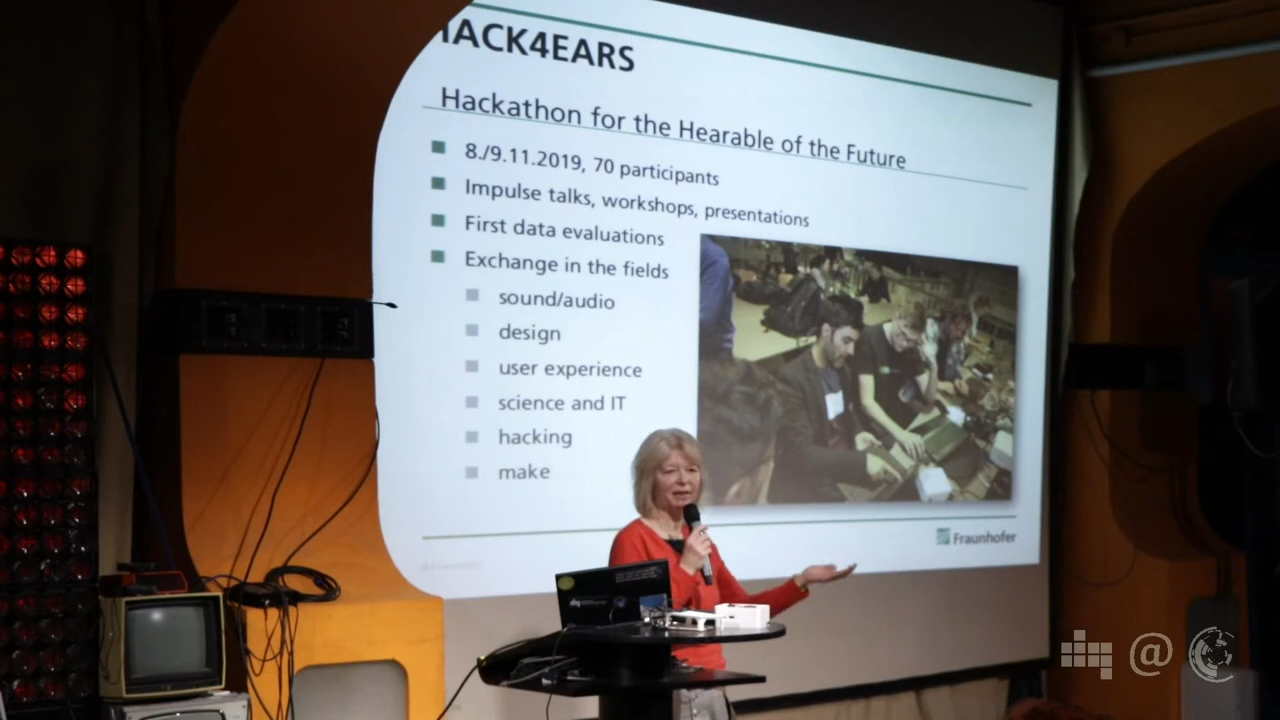 HACK4EARS
Hackathon for the Hearable of the Future
8./9.11.2019, 70 participants
Impulse talks, workshops, presentations
First data evaluations
Exchange in the fields
sound/audio
design
user experience
science and IT
hacking
make
Fraunhofer
@